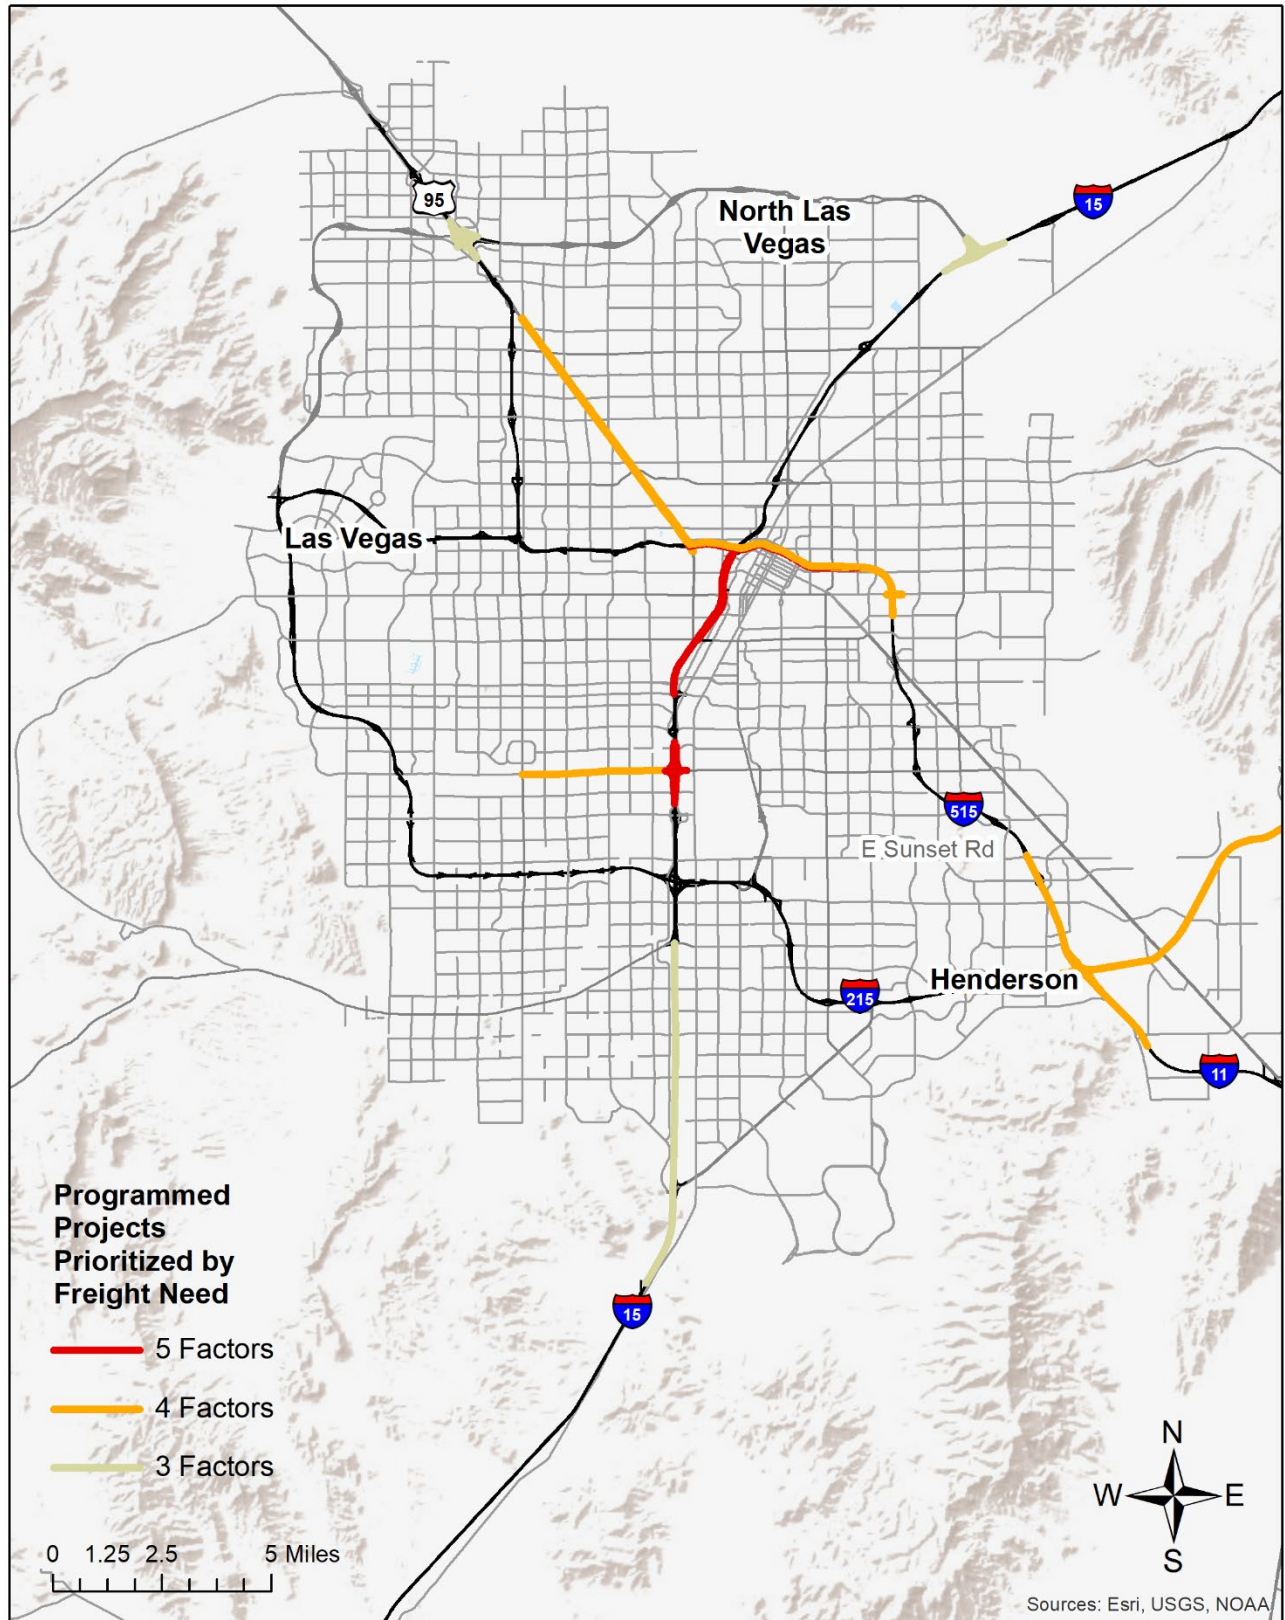 95
15
North Las
Vegas
Las Vegas
515
E Sunset Rd
Henderson
215
11
Programmed
Projects
Prioritized by
Freight Need
5 Factors
4 Factors
3 Factors
15
N
W E
S
0 1.25 2.5 5 Miles
Sources: Esri, USGS, NOAA